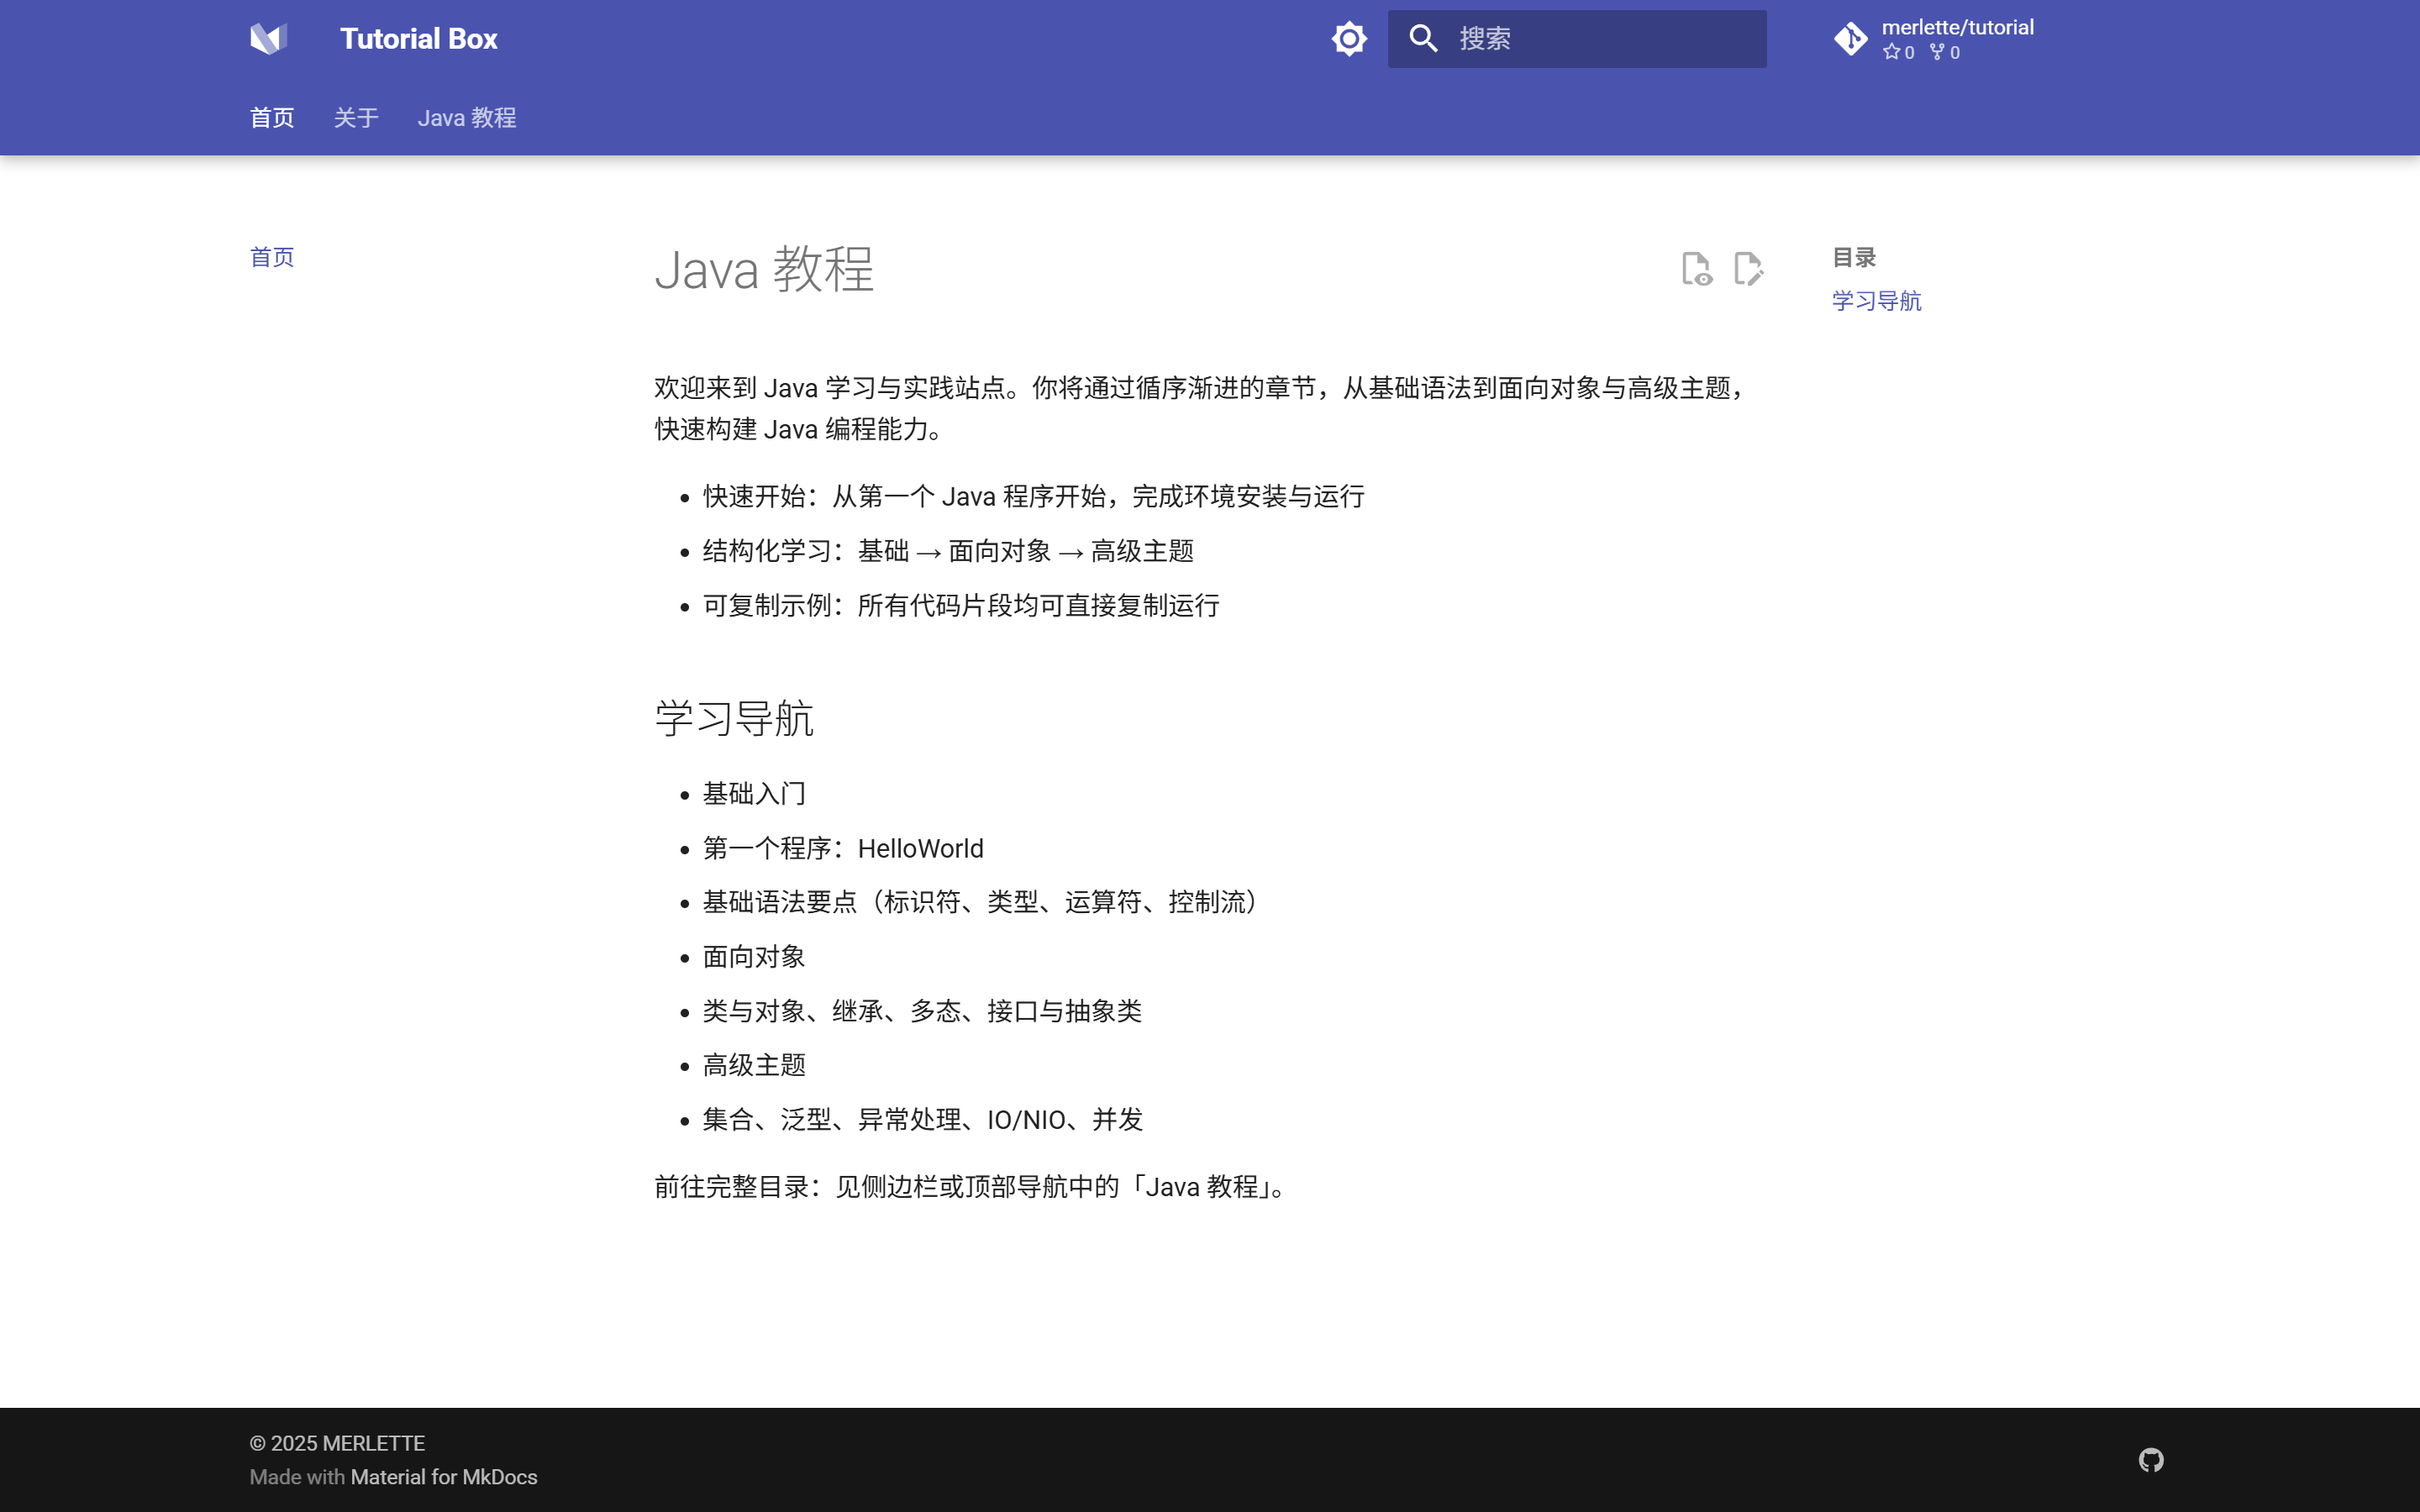 Tutorial Box
搜索
merlette/tutorial
0 0
首页 关于 Java 教程
首页
Java 教程
目录
学习导航
欢迎来到 Java 学习与实践站点。你将通过循序渐进的章节，从基础语法到面向对象与高级主题，
快速构建 Java 编程能力。
• 快速开始：从第一个 Java 程序开始，完成环境安装与运行
• 结构化学习：基础 → 面向对象 → 高级主题
• 可复制示例：所有代码片段均可直接复制运行
学习导航
• 基础入门
• 第一个程序：HelloWorld
• 基础语法要点（标识符、类型、运算符、控制流）
• 面向对象
• 类与对象、继承、多态、接口与抽象类
• 高级主题
• 集合、泛型、异常处理、IO/NIO、并发
前往完整目录：见侧边栏或顶部导航中的「Java 教程」。
© 2025 MERLETTE
Made with Material for MkDocs